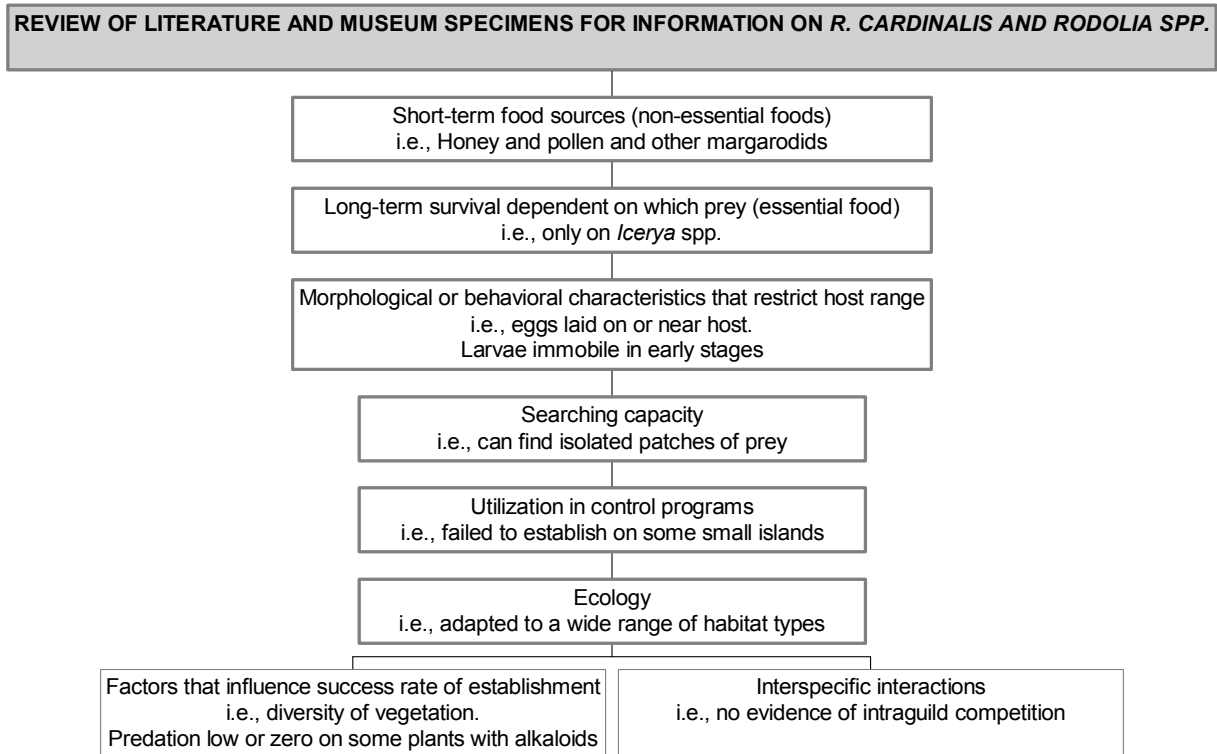 REVIEW OF LITERATURE AND MUSEUM SPECIMENS FOR INFORMATION ON R. CARDINALIS AND RODOLIA SPP.
Short-term food sources (non-essential foods)
i.e., Honey and pollen and other margarodids
Long-term survival dependent on which prey (essential food)
i.e., only on Icerya spp.
Morphological or behavioral characteristics that restrict host range
i.e., eggs laid on or near host.
Larvae immobile in early stages
Searching capacity
i.e., can find isolated patches of prey
Utilization in control programs
i.e., failed to establish on some small islands
Ecology
i.e., adapted to a wide range of habitat types
Factors that influence success rate of establishment
i.e., diversity of vegetation.
Predation low or zero on some plants with alkaloids
Interspecific interactions
i.e., no evidence of intraguild competition